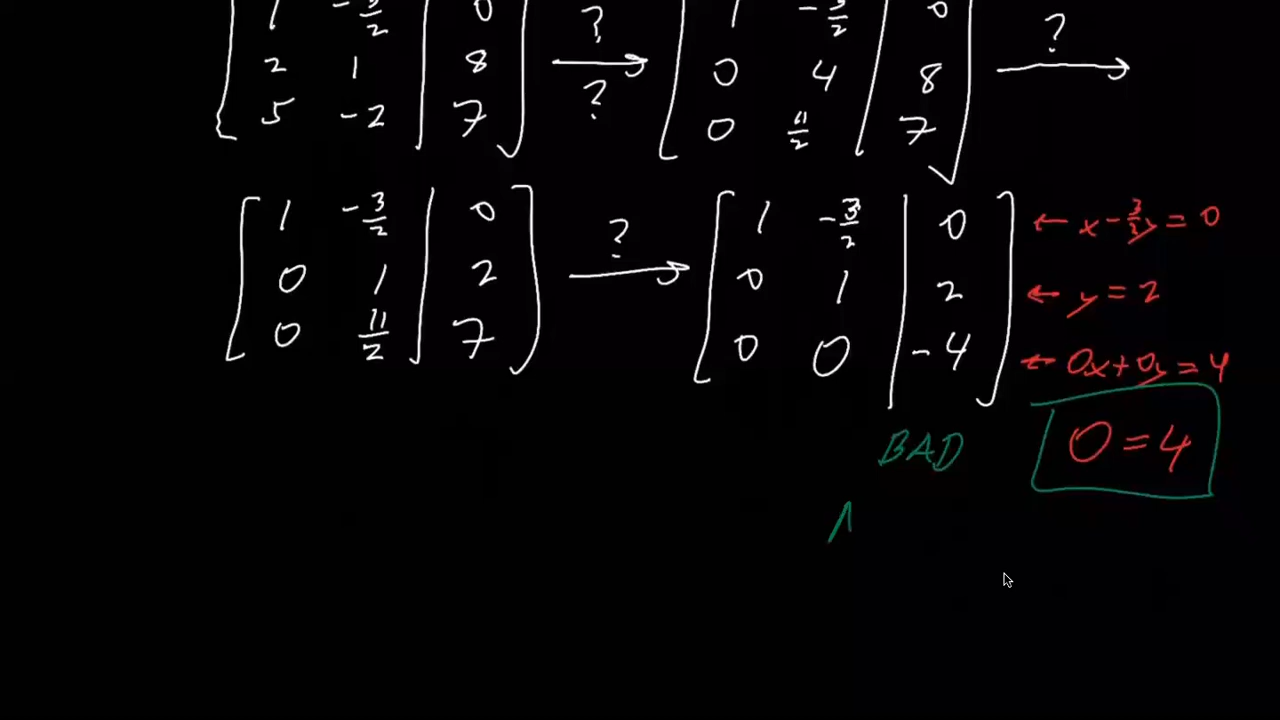 1 -3/2 | 0 ? 1 -3/2 | 0 ?
2 1 | 8 → 0 4 | 8 →
5 -2 | 7 ? 0 11/2 | 7
1 -3/2 | 0 ? 1 -3/2 | 0 ← x - 3/2 y = 0
0 1 | 2 → 0 1 | 2 ← y = 2
0 11/2 | 7 0 0 | -4 ← 0x + 0y = 4
BAD 0 = 4